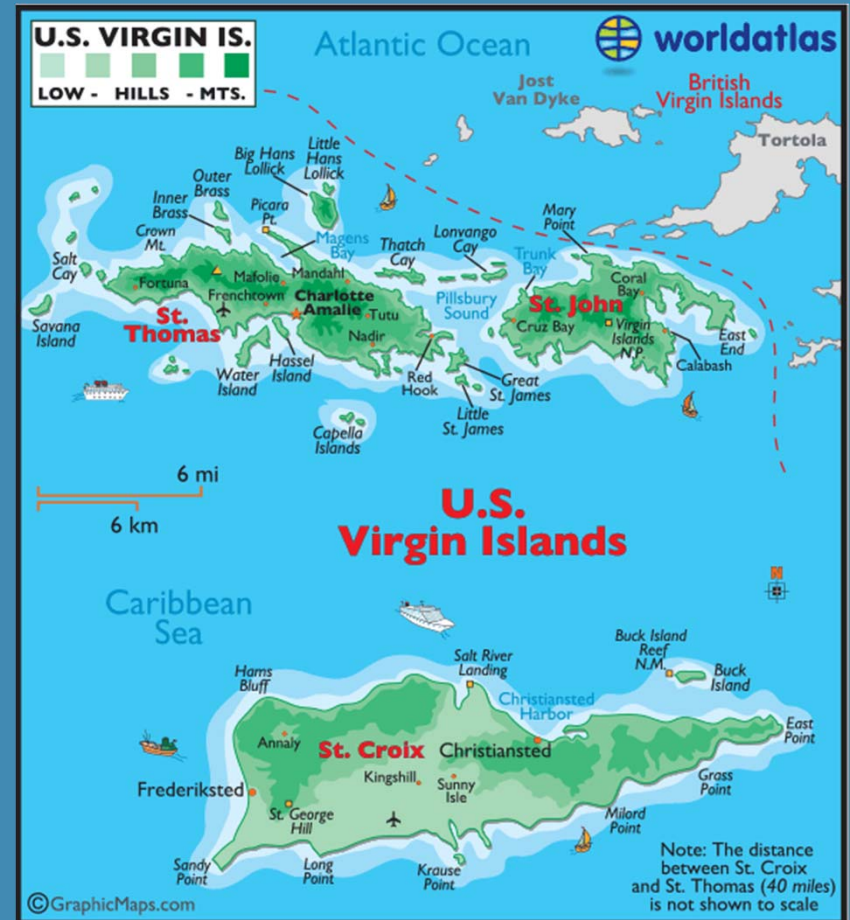 U.S. VIRGIN IS.
LOW - HILLS - MTS.
Atlantic Ocean
worldatlas
Jost
Van Dyke
British
Virgin Islands
Tortola
Little
Hans
Lollick
Big Hans
Lollick
Outer
Brass
Inner
Brass
Picara
Pt.
Crown
Mt.
Magens
Bay
Thatch
Cay
Lonvango
Cay
Mary
Point
Trunk
Bay
Salt
Cay
Fortuna
Mafolie
Mandahl
Frenchtown
Charlotte
Amalie
Tutu
Nadir
St.
Thomas
Savana
Island
Pillsbury
Sound
St. John
Coral
Bay
Cruz Bay
Virgin
Islands
N.P.
East
End
Calabash
Water
Island
Hassel
Island
Red
Hook
Great
St. James
Little
St. James
Capella
Islands
6 mi
6 km
U.S.
Virgin Islands
N
Caribbean
Sea
Buck Island
Reef
N.M.
Buck
Island
Salt River
Landing
Hams
Bluff
Christiansted
Harbor
East
Point
Annaly
St. Croix
Christiansted
Kingshill
Sunny
Isle
Frederiksted
St. George
Hill
Grass
Point
Milord
Point
Sandy
Point
Long
Point
Krause
Point
Note: The distance
between St. Croix
and St. Thomas (40 miles)
is not shown to scale
©GraphicMaps.com